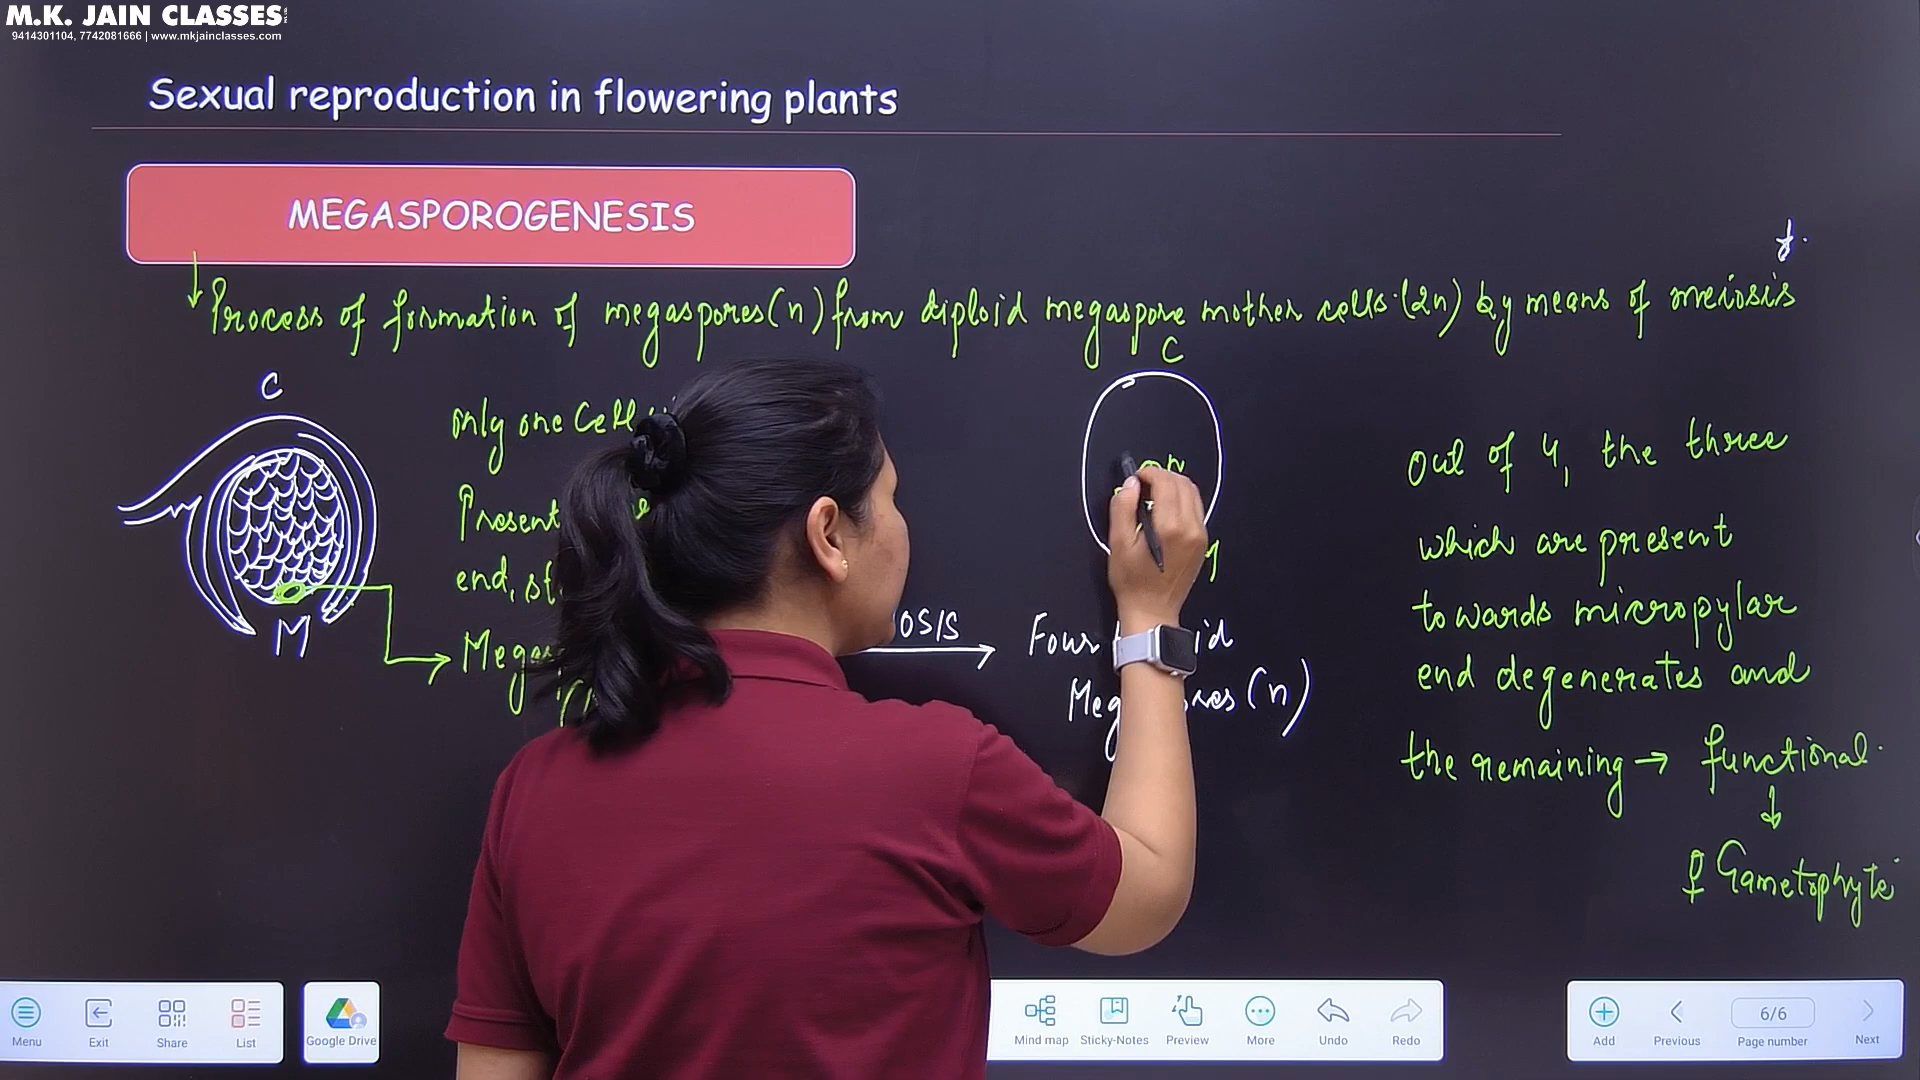 M.K. JAIN CLASSES
9414301104, 7742081666 | www.mkjainclasses.com
Sexual reproduction in flowering plants
MEGASPOROGENESIS
Process of formation of megaspores (n) from diploid megaspore mother cells (2n) by means of meiosis
C
M
only one Cell
Present
end,
C
n
Four
(n)
out of 4, the three
which are present
towards micropylar
end degenerates and
the remaining → functional.
↓
♀ Gametophyte
Menu
Exit
Share
List
Google Drive
Mind map
Sticky-Notes
Preview
More
Undo
Redo
Add
Previous
6/6
Page number
Next